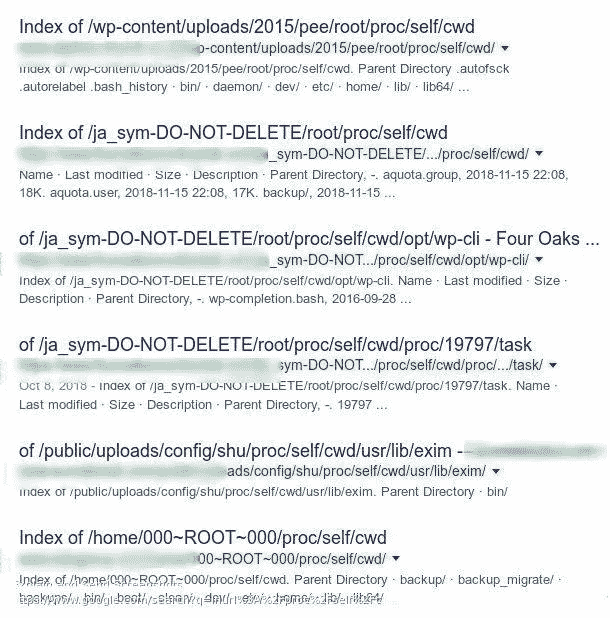 Index of /wp-content/uploads/2015/pee/root/proc/self/cwd
p-content/uploads/2015/pee/root/proc/self/cwd/
Index of /wp-content/uploads/2015/pee/root/proc/self/cwd. Parent Directory .autofsck
.autorelabel .bash_history · bin/ · daemon/ · dev/ · etc/ · home/ · lib/ · lib64/ ...
Index of /ja_sym-DO-NOT-DELETE/root/proc/self/cwd
_sym-DO-NOT-DELETE/.../proc/self/cwd/
Name · Last modified · Size · Description · Parent Directory, -. aquota.group, 2018-11-15 22:08,
18K. aquota.user, 2018-11-15 22:08, 17K. backup/, 2018-11-15 ...
of /ja_sym-DO-NOT-DELETE/root/proc/self/cwd/opt/wp-cli - Four Oaks ...
_sym-DO-NOT.../proc/self/cwd/opt/wp-cli/
Index of /ja_sym-DO-NOT-DELETE/root/proc/self/cwd/opt/wp-cli. Name · Last modified · Size ·
Description · Parent Directory, -. wp-completion.bash, 2016-09-28 ...
of /ja_sym-DO-NOT-DELETE/root/proc/self/cwd/proc/19797/task
sym-DO-NOT.../proc/self/cwd/proc/.../task/
Oct 8, 2018 - Index of /ja_sym-DO-NOT-DELETE/root/proc/self/cwd/proc/19797/task. Name ·
Last modified · Size · Description · Parent Directory, -. 19797 ...
of /public/uploads/config/shu/proc/self/cwd/usr/lib/exim -
ads/config/shu/proc/self/cwd/usr/lib/exim/
Index of /public/uploads/config/shu/proc/self/cwd/usr/lib/exim. Parent Directory · bin/
Index of /home/000~ROOT~000/proc/self/cwd
00~ROOT~000/proc/self/cwd/
Index of /home/000~ROOT~000/proc/self/cwd. Parent Directory · backup/ · backup_migrate/ ·
backups/ · bin/ · boot/ · clean/ · dev/ · etc/ · home/ · lib/ · lib64/